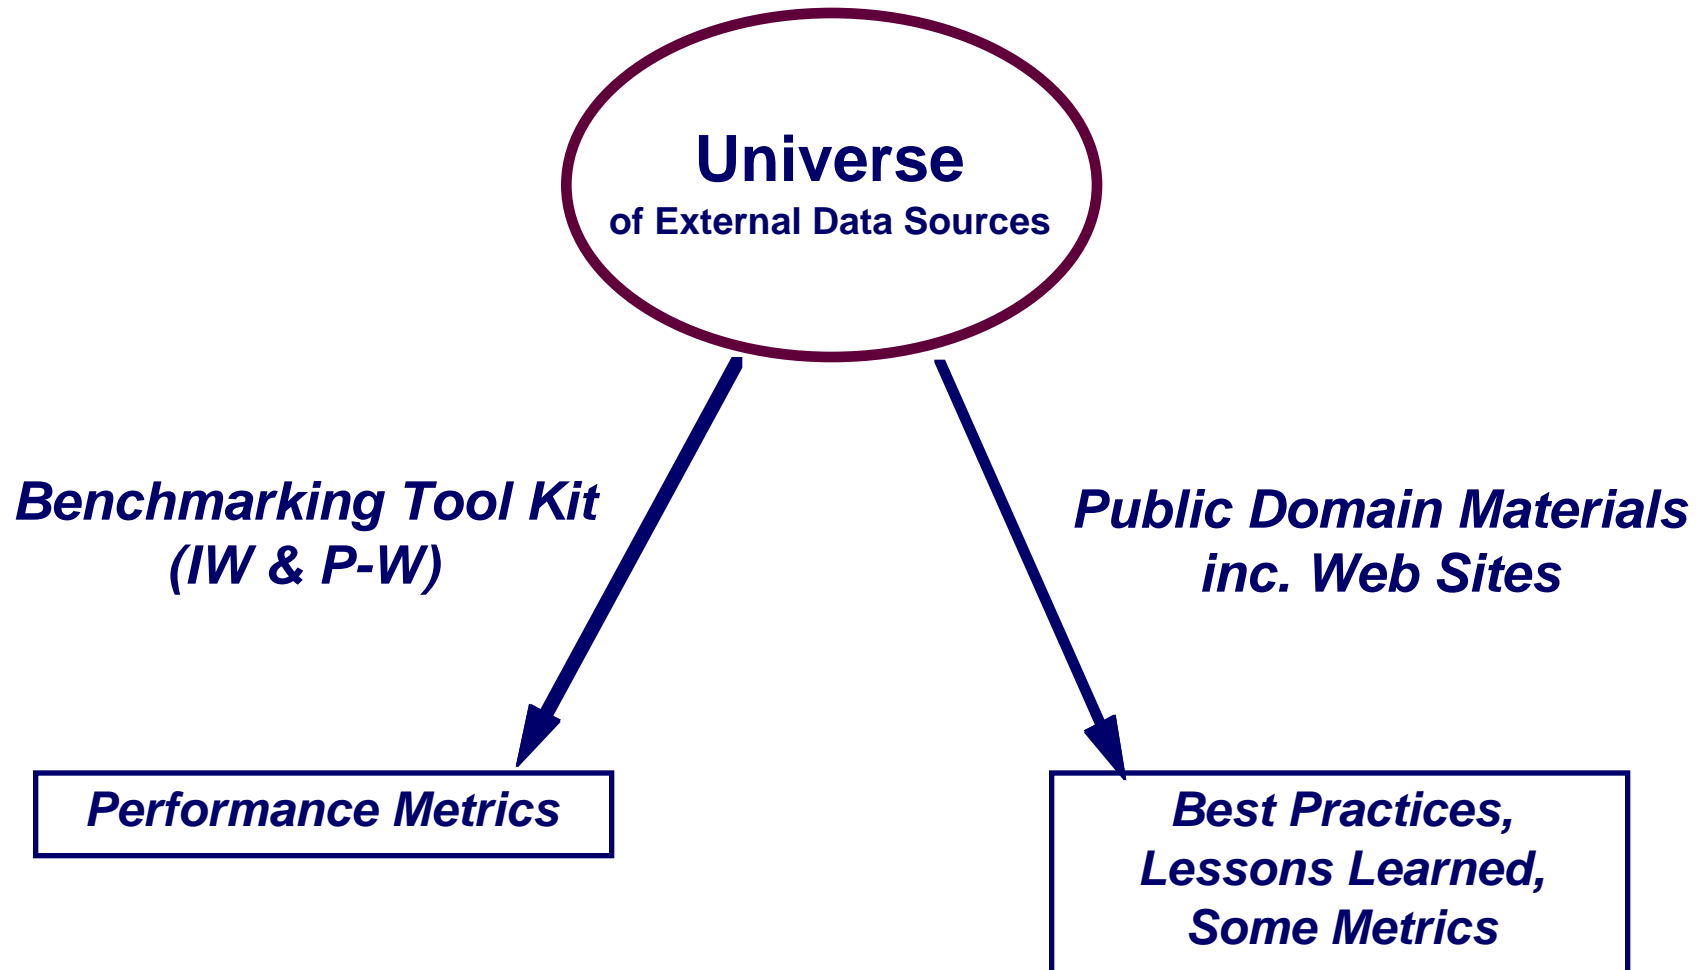 Universe
of External Data Sources
Benchmarking Tool Kit
(IW & P-W)
Public Domain Materials
inc. Web Sites
Performance Metrics
Best Practices,
Lessons Learned,
Some Metrics